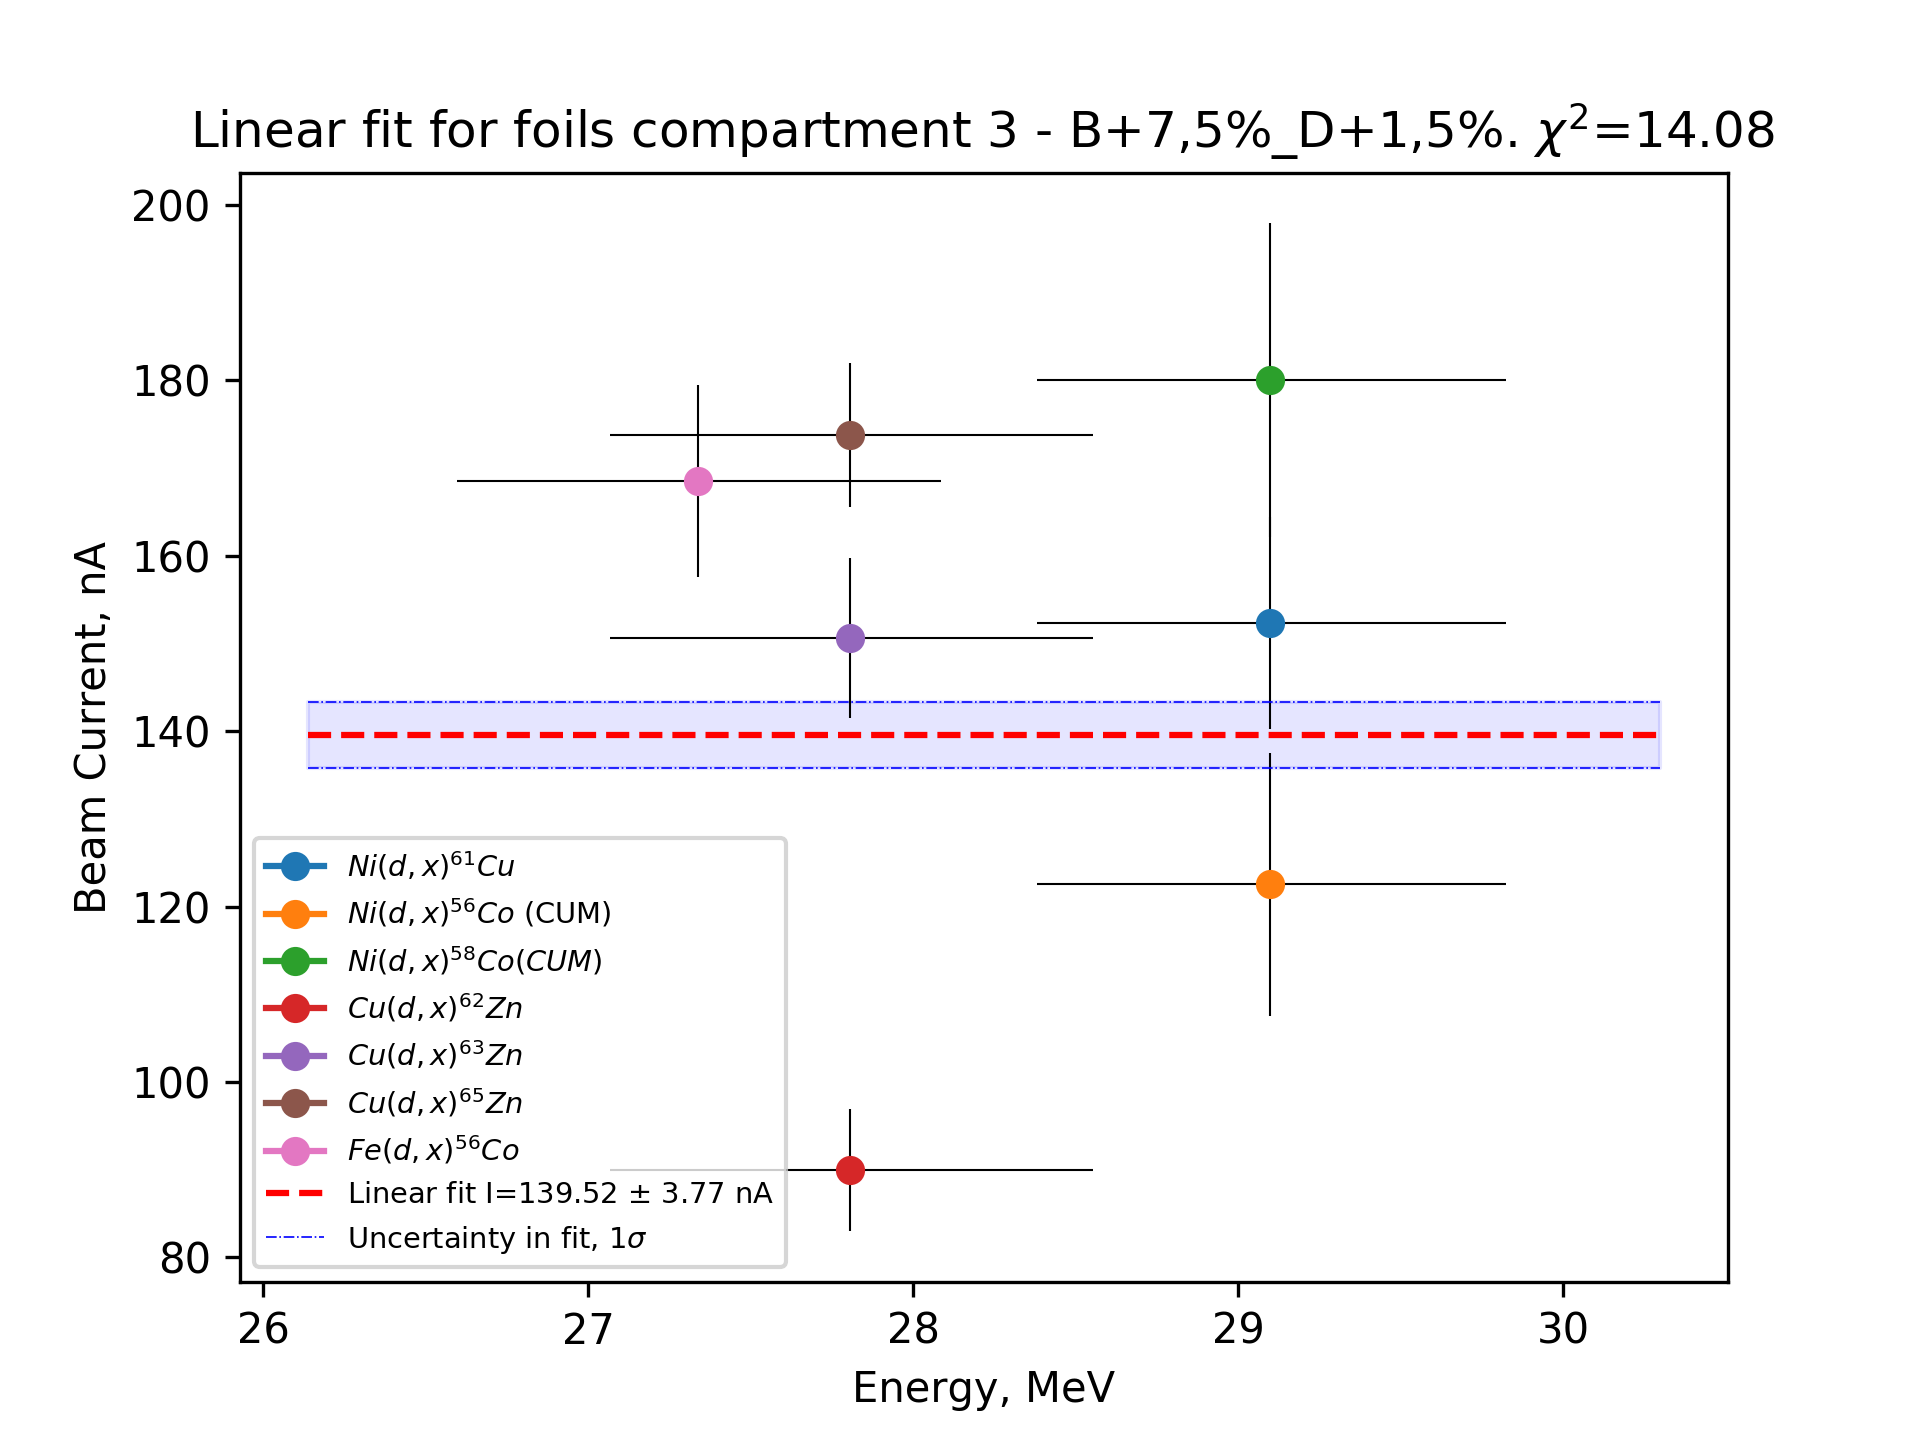 Linear fit for foils compartment 3 - B+7,5%_D+1,5%. χ²=14.08
200
180
160
140
120
100
80
Beam Current, nA
Ni(d, x)⁶¹Cu
Ni(d, x)⁵⁶Co (CUM)
Ni(d, x)⁵⁸Co(CUM)
Cu(d, x)⁶²Zn
Cu(d, x)⁶³Zn
Cu(d, x)⁶⁵Zn
Fe(d, x)⁵⁶Co
Linear fit I=139.52 ± 3.77 nA
Uncertainty in fit, 1σ
26 27 28 29 30
Energy, MeV